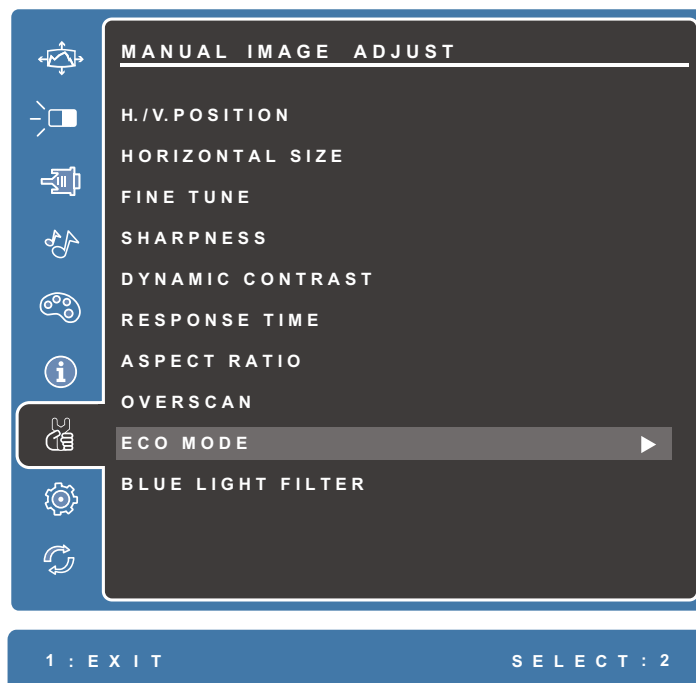 MANUAL IMAGE ADJUST
H./V.POSITION
HORIZONTAL SIZE
FINE TUNE
SHARPNESS
DYNAMIC CONTRAST
RESPONSE TIME
ASPECT RATIO
OVERSCAN
ECO MODE
BLUE LIGHT FILTER
1:EXIT SELECT:2